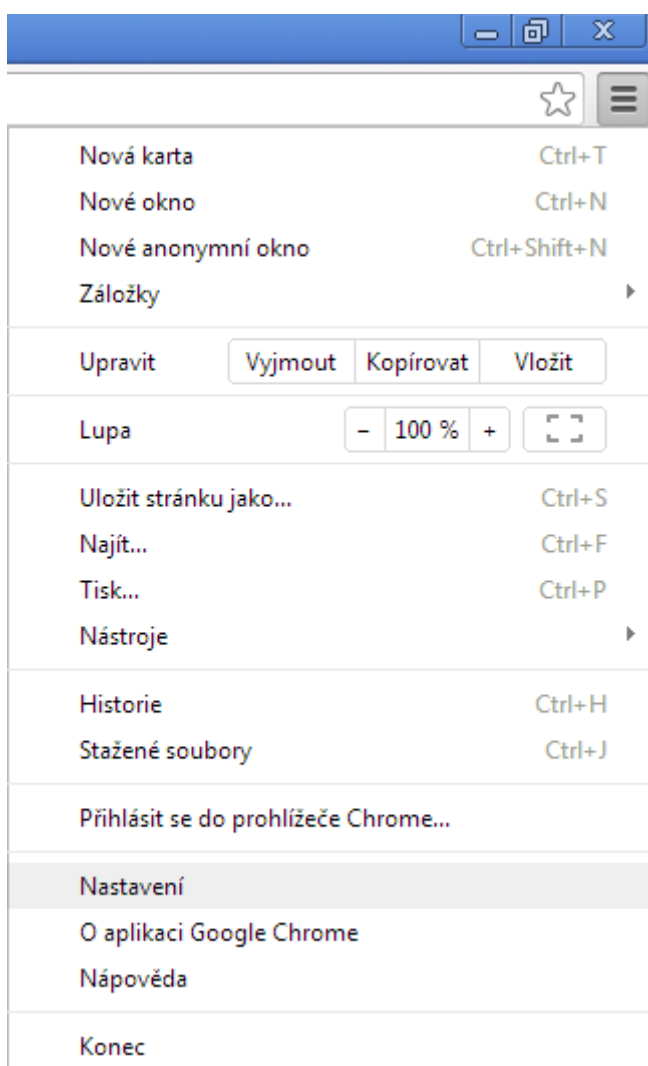 Nová karta Ctrl+T
Nové okno Ctrl+N
Nové anonymní okno Ctrl+Shift+N
Záložky
Upravit Vyjmout Kopírovat Vložit
Lupa − 100 % +
Uložit stránku jako... Ctrl+S
Najít... Ctrl+F
Tisk... Ctrl+P
Nástroje
Historie Ctrl+H
Stažené soubory Ctrl+J
Přihlásit se do prohlížeče Chrome...
Nastavení
O aplikaci Google Chrome
Nápověda
Konec